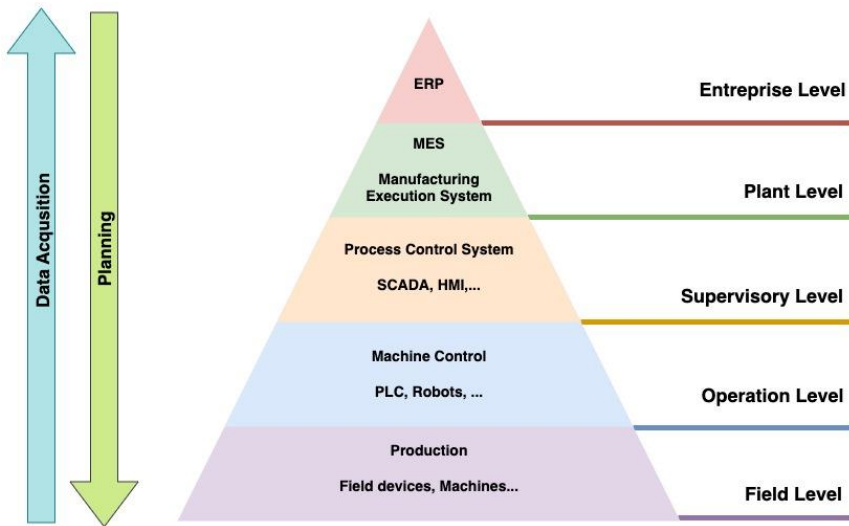 Data Acqusition
Planning
ERP
Entreprise Level
MES
Manufacturing
Execution System
Plant Level
Process Control System
SCADA, HMI,...
Supervisory Level
Machine Control
PLC, Robots, ...
Operation Level
Production
Field devices, Machines...
Field Level